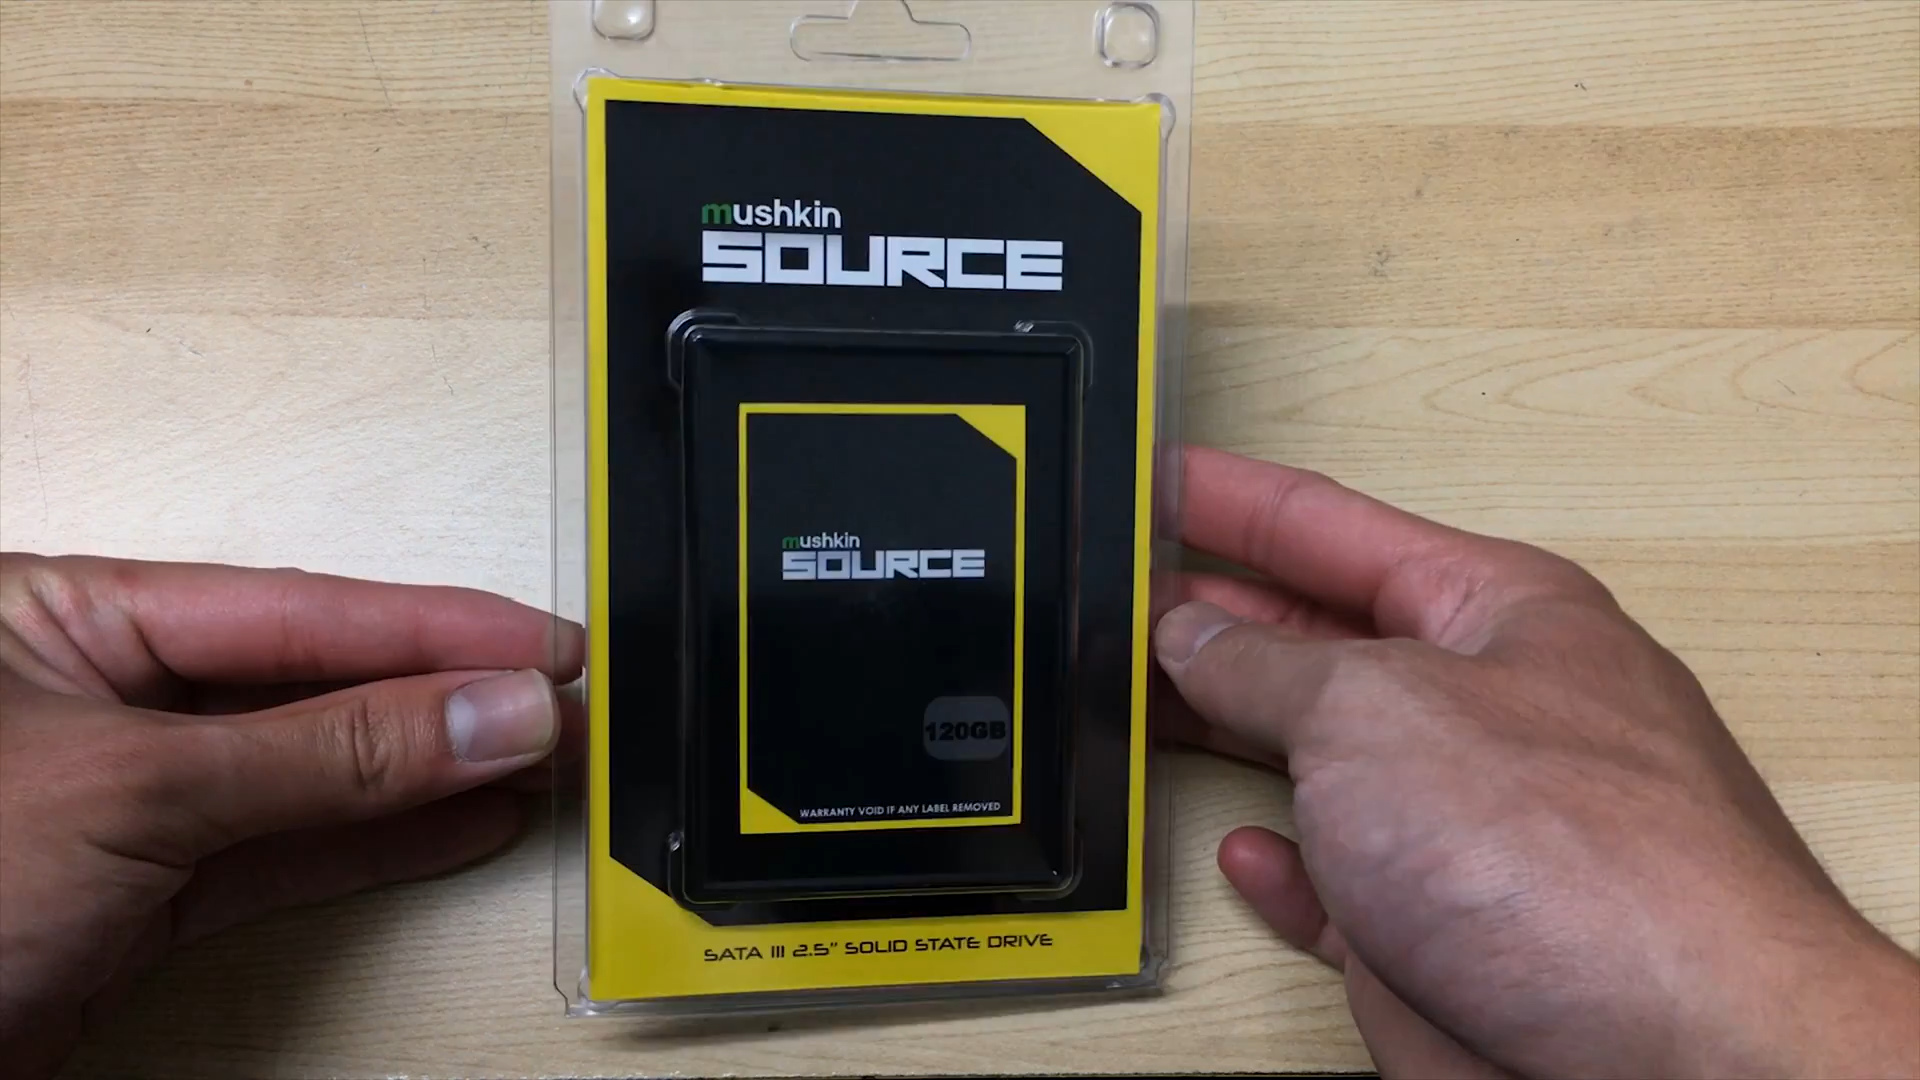 mushkin
SOURCE
mushkin
SOURCE
120GB
WARRANTY VOID IF ANY LABEL REMOVED
SATA III 2.5” SOLID STATE DRIVE